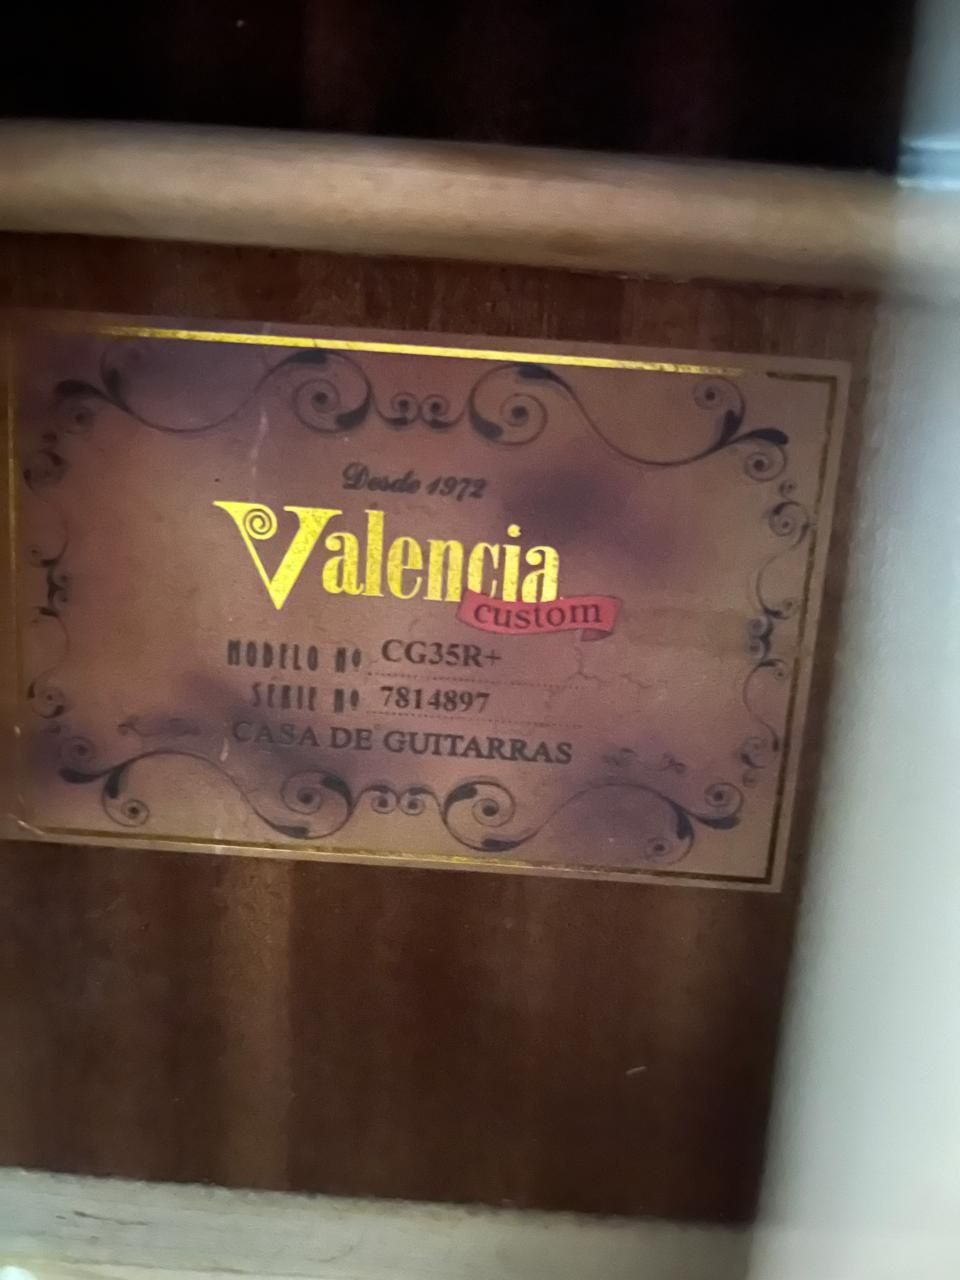 Desde 1972
Valencia
custom
MODELO Nº CG35R+
SERIE Nº 7814897
CASA DE GUITARRAS